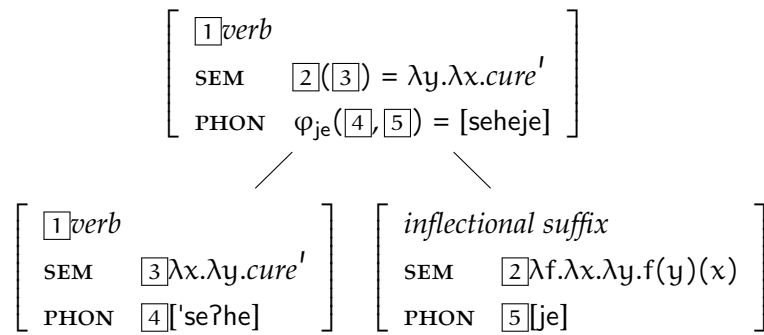 1 verb
SEM 2(3) = λy.λx.cure'
PHON φje(4, 5) = [seheje]
1 verb
SEM 3 λx.λy.cure'
PHON 4 ['seʔhe]
inflectional suffix
SEM 2 λf.λx.λy.f(y)(x)
PHON 5 [je]